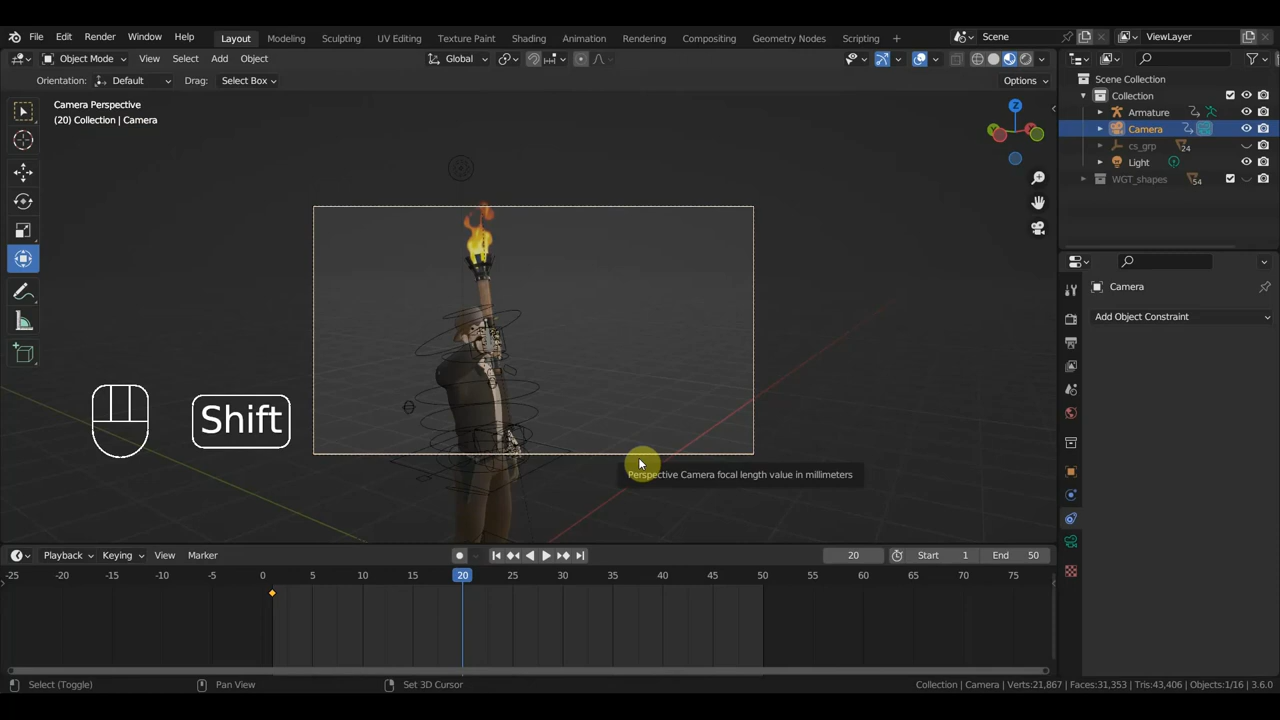 File Edit Render Window Help Layout Modeling Sculpting UV Editing Texture Paint Shading Animation Rendering Compositing Geometry Nodes Scripting + Scene ViewLayer
Object Mode View Select Add Object Global
Orientation: Default Drag: Select Box Options
Camera Perspective
(20) Collection | Camera
Z
Y
X
Scene Collection
Collection
Armature
Camera
cs_grp 24
Light
WGT_shapes 54
Camera
Add Object Constraint
Shift
Perspective Camera focal length value in millimeters
Playback Keying View Marker 20 Start 1 End 50
-25 -20 -15 -10 -5 0 5 10 15 20 25 30 35 40 45 50 55 60 65 70 75
Select (Toggle) Pan View Set 3D Cursor Collection | Camera | Verts:21,867 | Faces:31,353 | Tris:43,406 | Objects:1/16 | 3.6.0